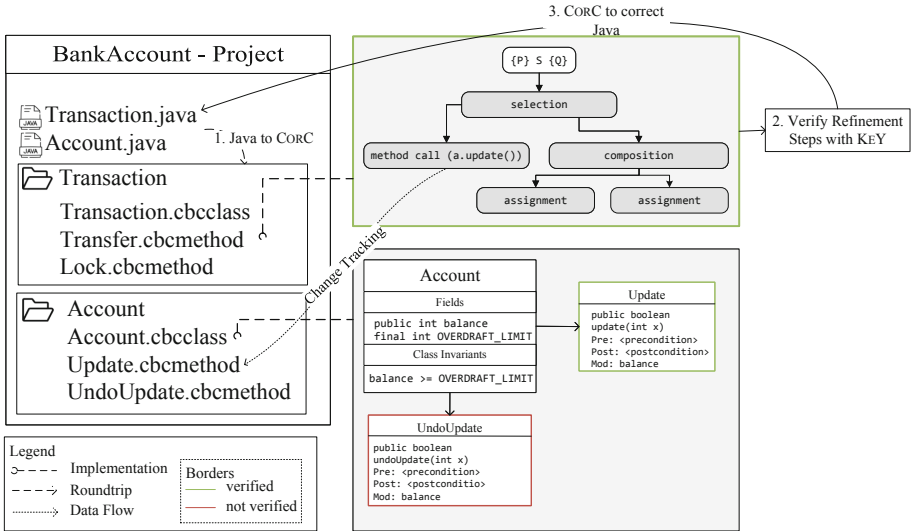 3. CORC to correct
Java
BankAccount - Project
JAVA
Transaction.java
JAVA
Account.java
1. Java to CORC
Transaction
Transaction.cbcclass
Transfer.cbcmethod
Lock.cbcmethod
Account
Account.cbcclass
Update.cbcmethod
UndoUpdate.cbcmethod
{P} S {Q}
selection
method call (a.update())
composition
assignment
assignment
2. Verify Refinement
Steps with KEY
Change Tracking
Account
Fields
public int balance
final int OVERDRAFT_LIMIT
Class Invariants
balance >= OVERDRAFT_LIMIT
Update
public boolean
update(int x)
Pre: <precondition>
Post: <postcondition>
Mod: balance
UndoUpdate
public boolean
undoUpdate(int x)
Pre: <precondition>
Post: <postconditio>
Mod: balance
Legend
Implementation
Roundtrip
Data Flow
Borders
verified
not verified